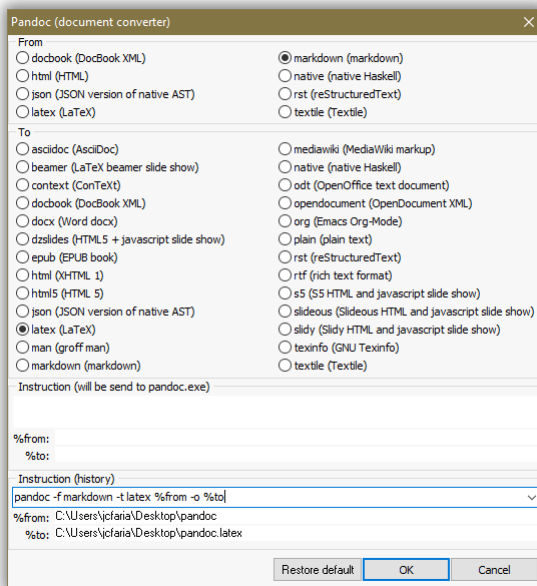 Pandoc (document converter)
From
docbook (DocBook XML)
html (HTML)
json (JSON version of native AST)
latex (LaTeX)
markdown (markdown)
native (native Haskell)
rst (reStructuredText)
textile (Textile)
To
asciidoc (AsciiDoc)
beamer (LaTeX beamer slide show)
context (ConTeXt)
docbook (DocBook XML)
docx (Word docx)
dzslides (HTML5 + javascript slide show)
epub (EPUB book)
html (XHTML 1)
html5 (HTML 5)
json (JSON version of native AST)
latex (LaTeX)
man (groff man)
markdown (markdown)
mediawiki (MediaWiki markup)
native (native Haskell)
odt (OpenOffice text document)
opendocument (OpenDocument XML)
org (Emacs Org-Mode)
plain (plain text)
rst (reStructuredText)
rtf (rich text format)
s5 (S5 HTML and javascript slide show)
slideous (Slideous HTML and javascript slide show)
slidy (Slidy HTML and javascript slide show)
texinfo (GNU Texinfo)
textile (Textile)
Instruction (will be send to pandoc.exe)
%from:
%to:
Instruction (history)
pandoc -f markdown -t latex %from -o %to
%from: C:\Users\jcfaria\Desktop\pandoc
%to: C:\Users\jcfaria\Desktop\pandoc.latex
Restore default OK Cancel